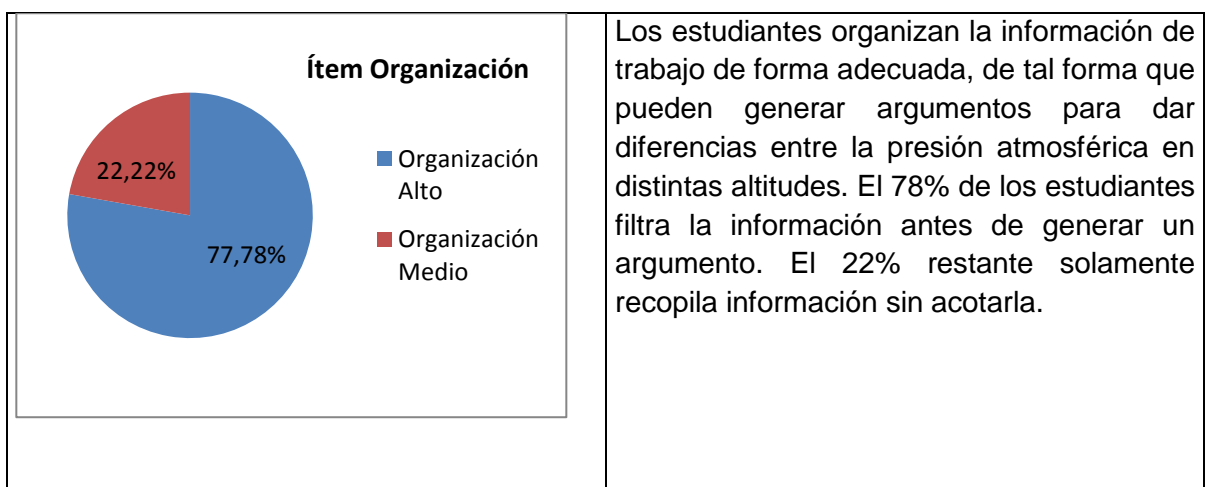 Ítem Organización
22,22%
77,78%
Organización
Alto
Organización
Medio
Los estudiantes organizan la información de
trabajo de forma adecuada, de tal forma que
pueden generar argumentos para dar
diferencias entre la presión atmosférica en
distintas altitudes. El 78% de los estudiantes
filtra la información antes de generar un
argumento. El 22% restante solamente
recopila información sin acotarla.